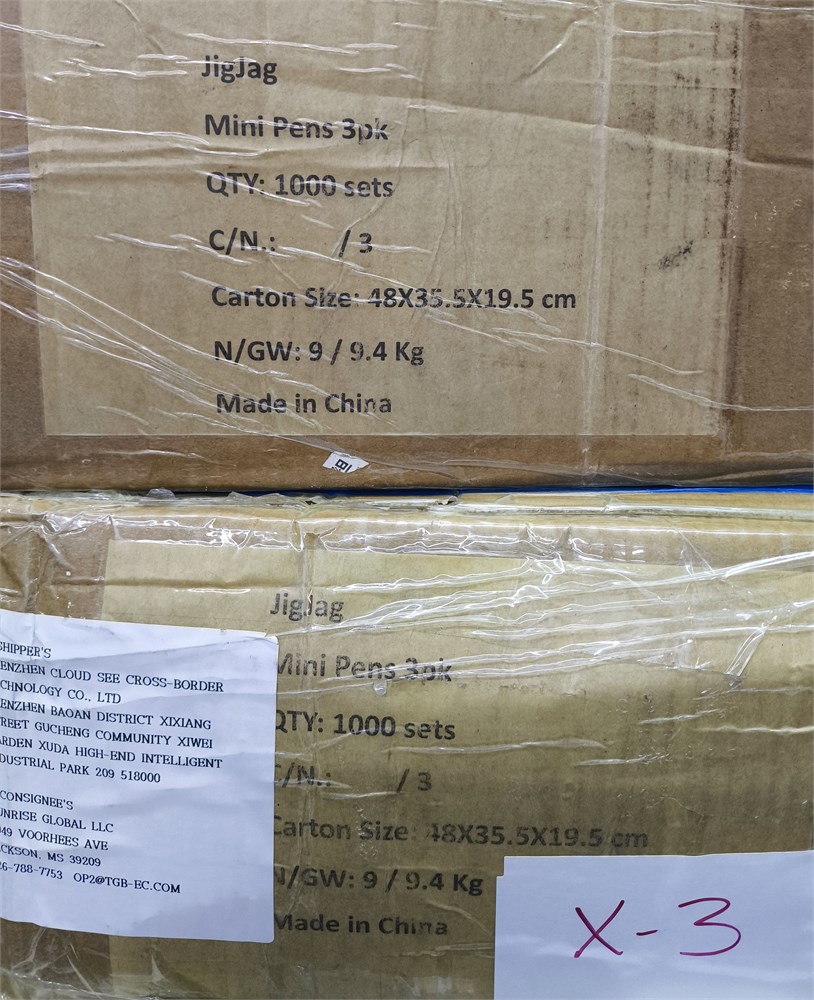 JigJag
Mini Pens 3pk
QTY: 1000 sets
C/N.: / 3
Carton Size: 48X35.5X19.5 cm
N/GW: 9 / 9.4 Kg
Made in China
JigJag
Mini Pens 3pk
QTY: 1000 sets
C/N.: / 3
Carton Size: 48X35.5X19.5 cm
N/GW: 9 / 9.4 Kg
Made in China
SHIPPER'S
ENZHEN CLOUD SEE CROSS-BORDER
CHNOLOGY CO., LTD
ENZHEN BAOAN DISTRICT XIXIANG
REET GUCHENG COMMUNITY XIWEI
ARDEN XUDA HIGH-END INTELLIGENT
DUSTRIAL PARK 209 518000
CONSIGNEE'S
UNRISE GLOBAL LLC
49 VOORHEES AVE
CKSON, MS 39209
26-788-7753 OP2@TGB-EC.COM
X-3